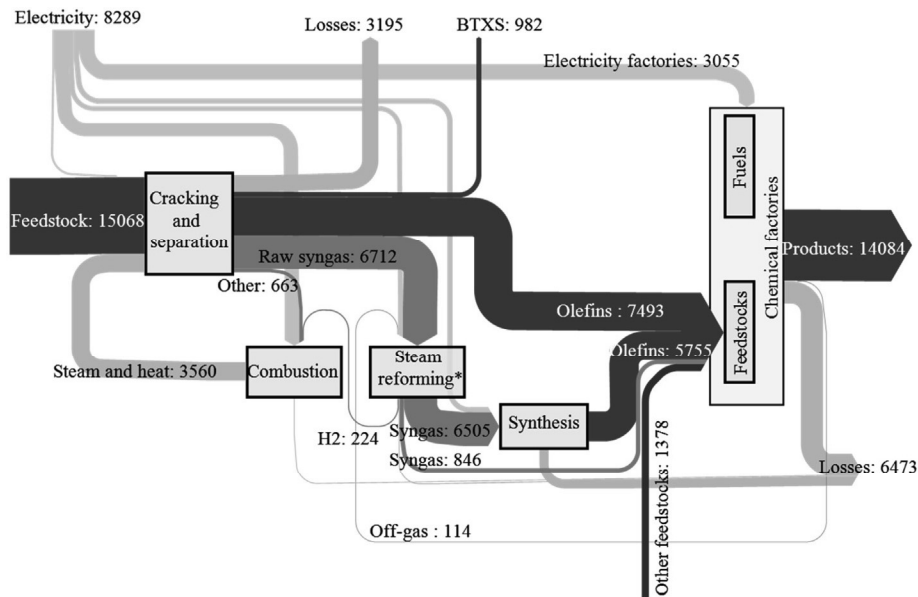 Electricity: 8289
Losses: 3195
BTXS: 982
Electricity factories: 3055
Fuels
Cracking
and
separation
Feedstock: 15068
Chemical factories
Products: 14084
Raw syngas: 6712
Other: 663
Olefins : 7493
Feedstocks
Olefins: 5755
Steam and heat: 3560
Combustion
Steam
reforming*
Synthesis
H2: 224
Syngas: 6505
Syngas: 846
Other feedstocks: 1378
Losses: 6473
Off-gas : 114